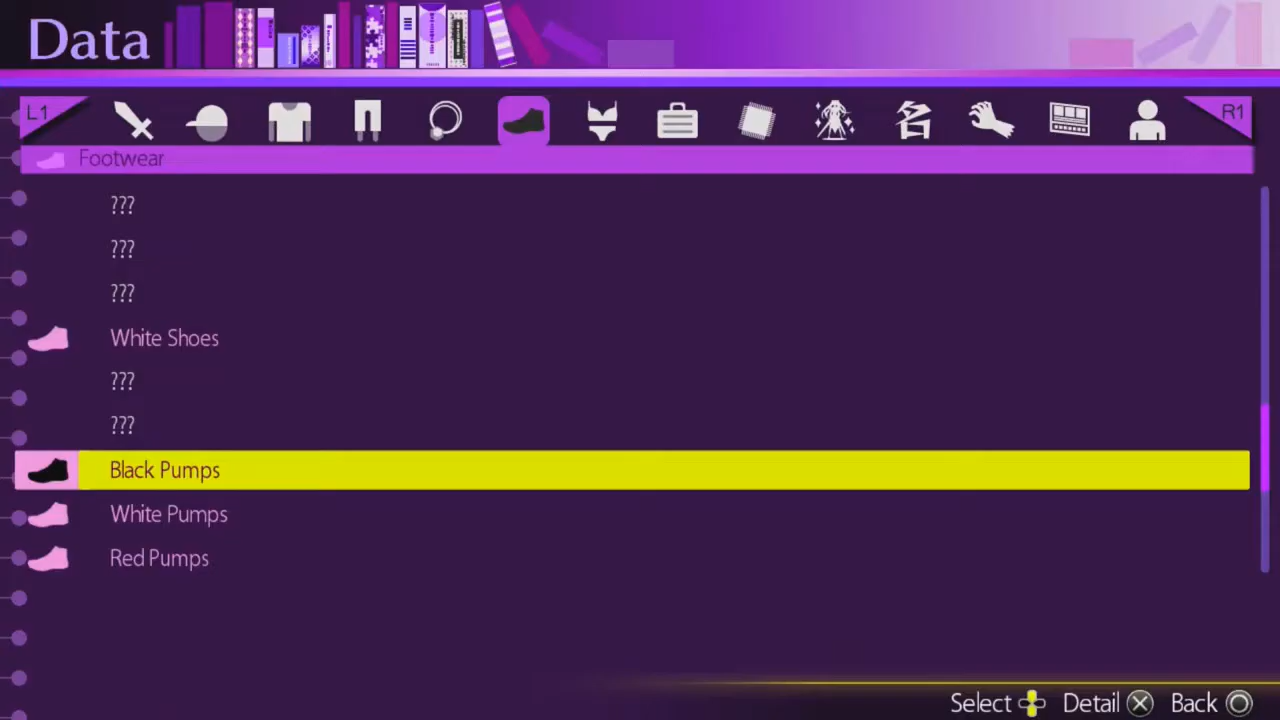 Data
L1
R1
Footwear
???
???
???
White Shoes
???
???
Black Pumps
White Pumps
Red Pumps
Select Detail Back